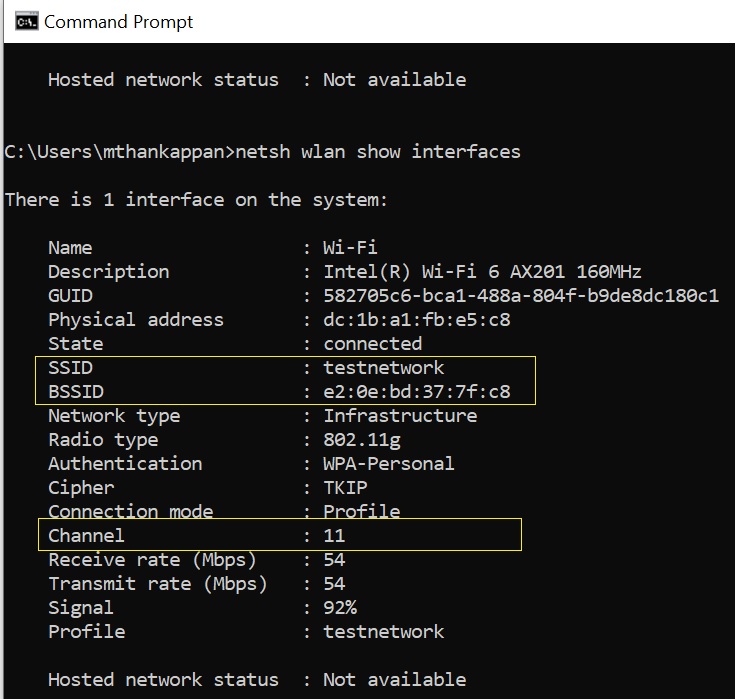 Command Prompt
Hosted network status : Not available
C:\Users\mthankappan>netsh wlan show interfaces
There is 1 interface on the system:
Name : Wi-Fi
Description : Intel(R) Wi-Fi 6 AX201 160MHz
GUID : 582705c6-bca1-488a-804f-b9de8dc180c1
Physical address : dc:1b:a1:fb:e5:c8
State : connected
SSID : testnetwork
BSSID : e2:0e:bd:37:7f:c8
Network type : Infrastructure
Radio type : 802.11g
Authentication : WPA-Personal
Cipher : TKIP
Connection mode : Profile
Channel : 11
Receive rate (Mbps) : 54
Transmit rate (Mbps) : 54
Signal : 92%
Profile : testnetwork
Hosted network status : Not available